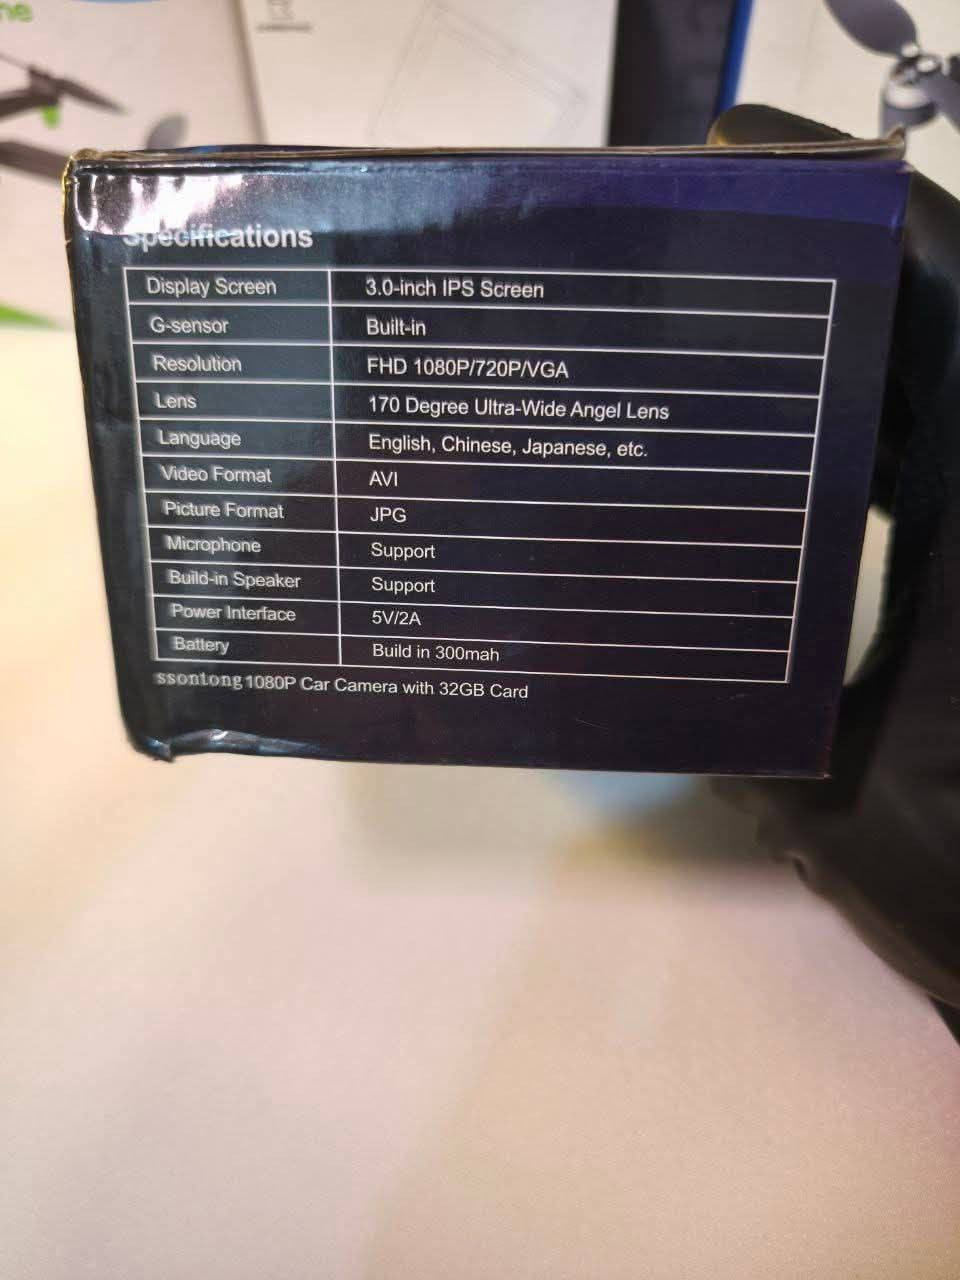 ne
Specifications
Display Screen 3.0-inch IPS Screen
G-sensor Built-in
Resolution FHD 1080P/720P/VGA
Lens 170 Degree Ultra-Wide Angel Lens
Language English, Chinese, Japanese, etc.
Video Format AVI
Picture Format JPG
Microphone Support
Build-in Speaker Support
Power Interface 5V/2A
Battery Build in 300mah
ssontong 1080P Car Camera with 32GB Card